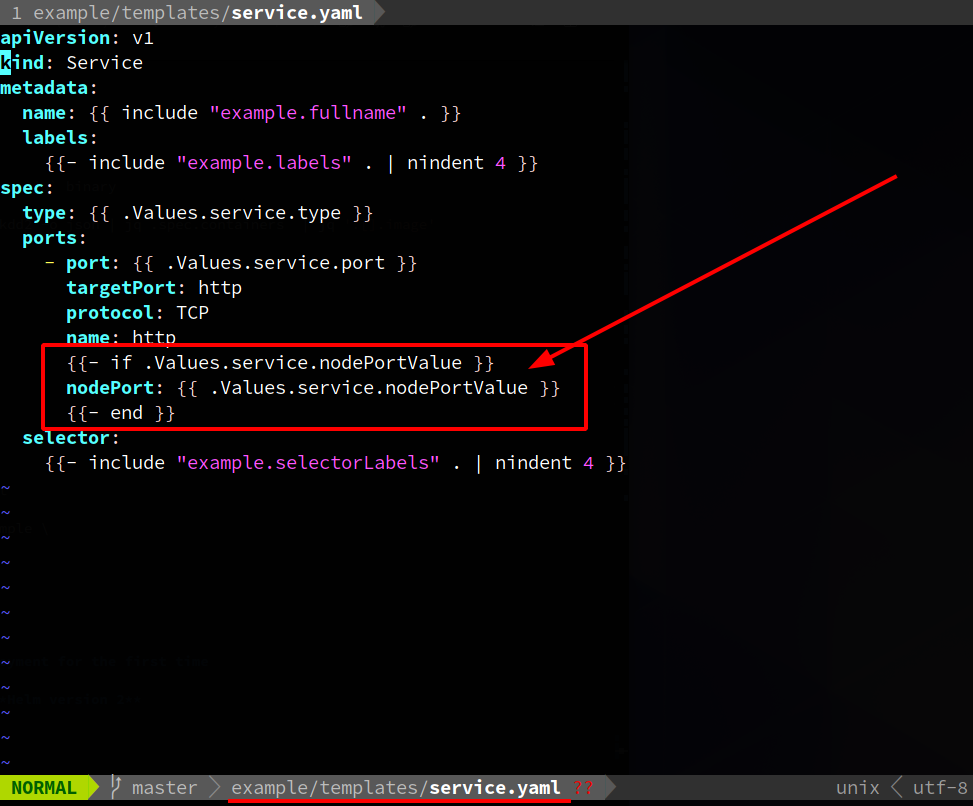 1 example/templates/service.yaml
apiVersion: v1
kind: Service
metadata:
  name: {{ include "example.fullname" . }}
  labels:
    {{- include "example.labels" . | nindent 4 }}
spec:
  type: {{ .Values.service.type }}
  ports:
    - port: {{ .Values.service.port }}
      targetPort: http
      protocol: TCP
      name: http
      {{- if .Values.service.nodePortValue }}
      nodePort: {{ .Values.service.nodePortValue }}
      {{- end }}
  selector:
    {{- include "example.selectorLabels" . | nindent 4 }}
~
~
~
~
~
~
~
~
~
~
~
~
NORMAL master example/templates/service.yaml ?? unix utf-8